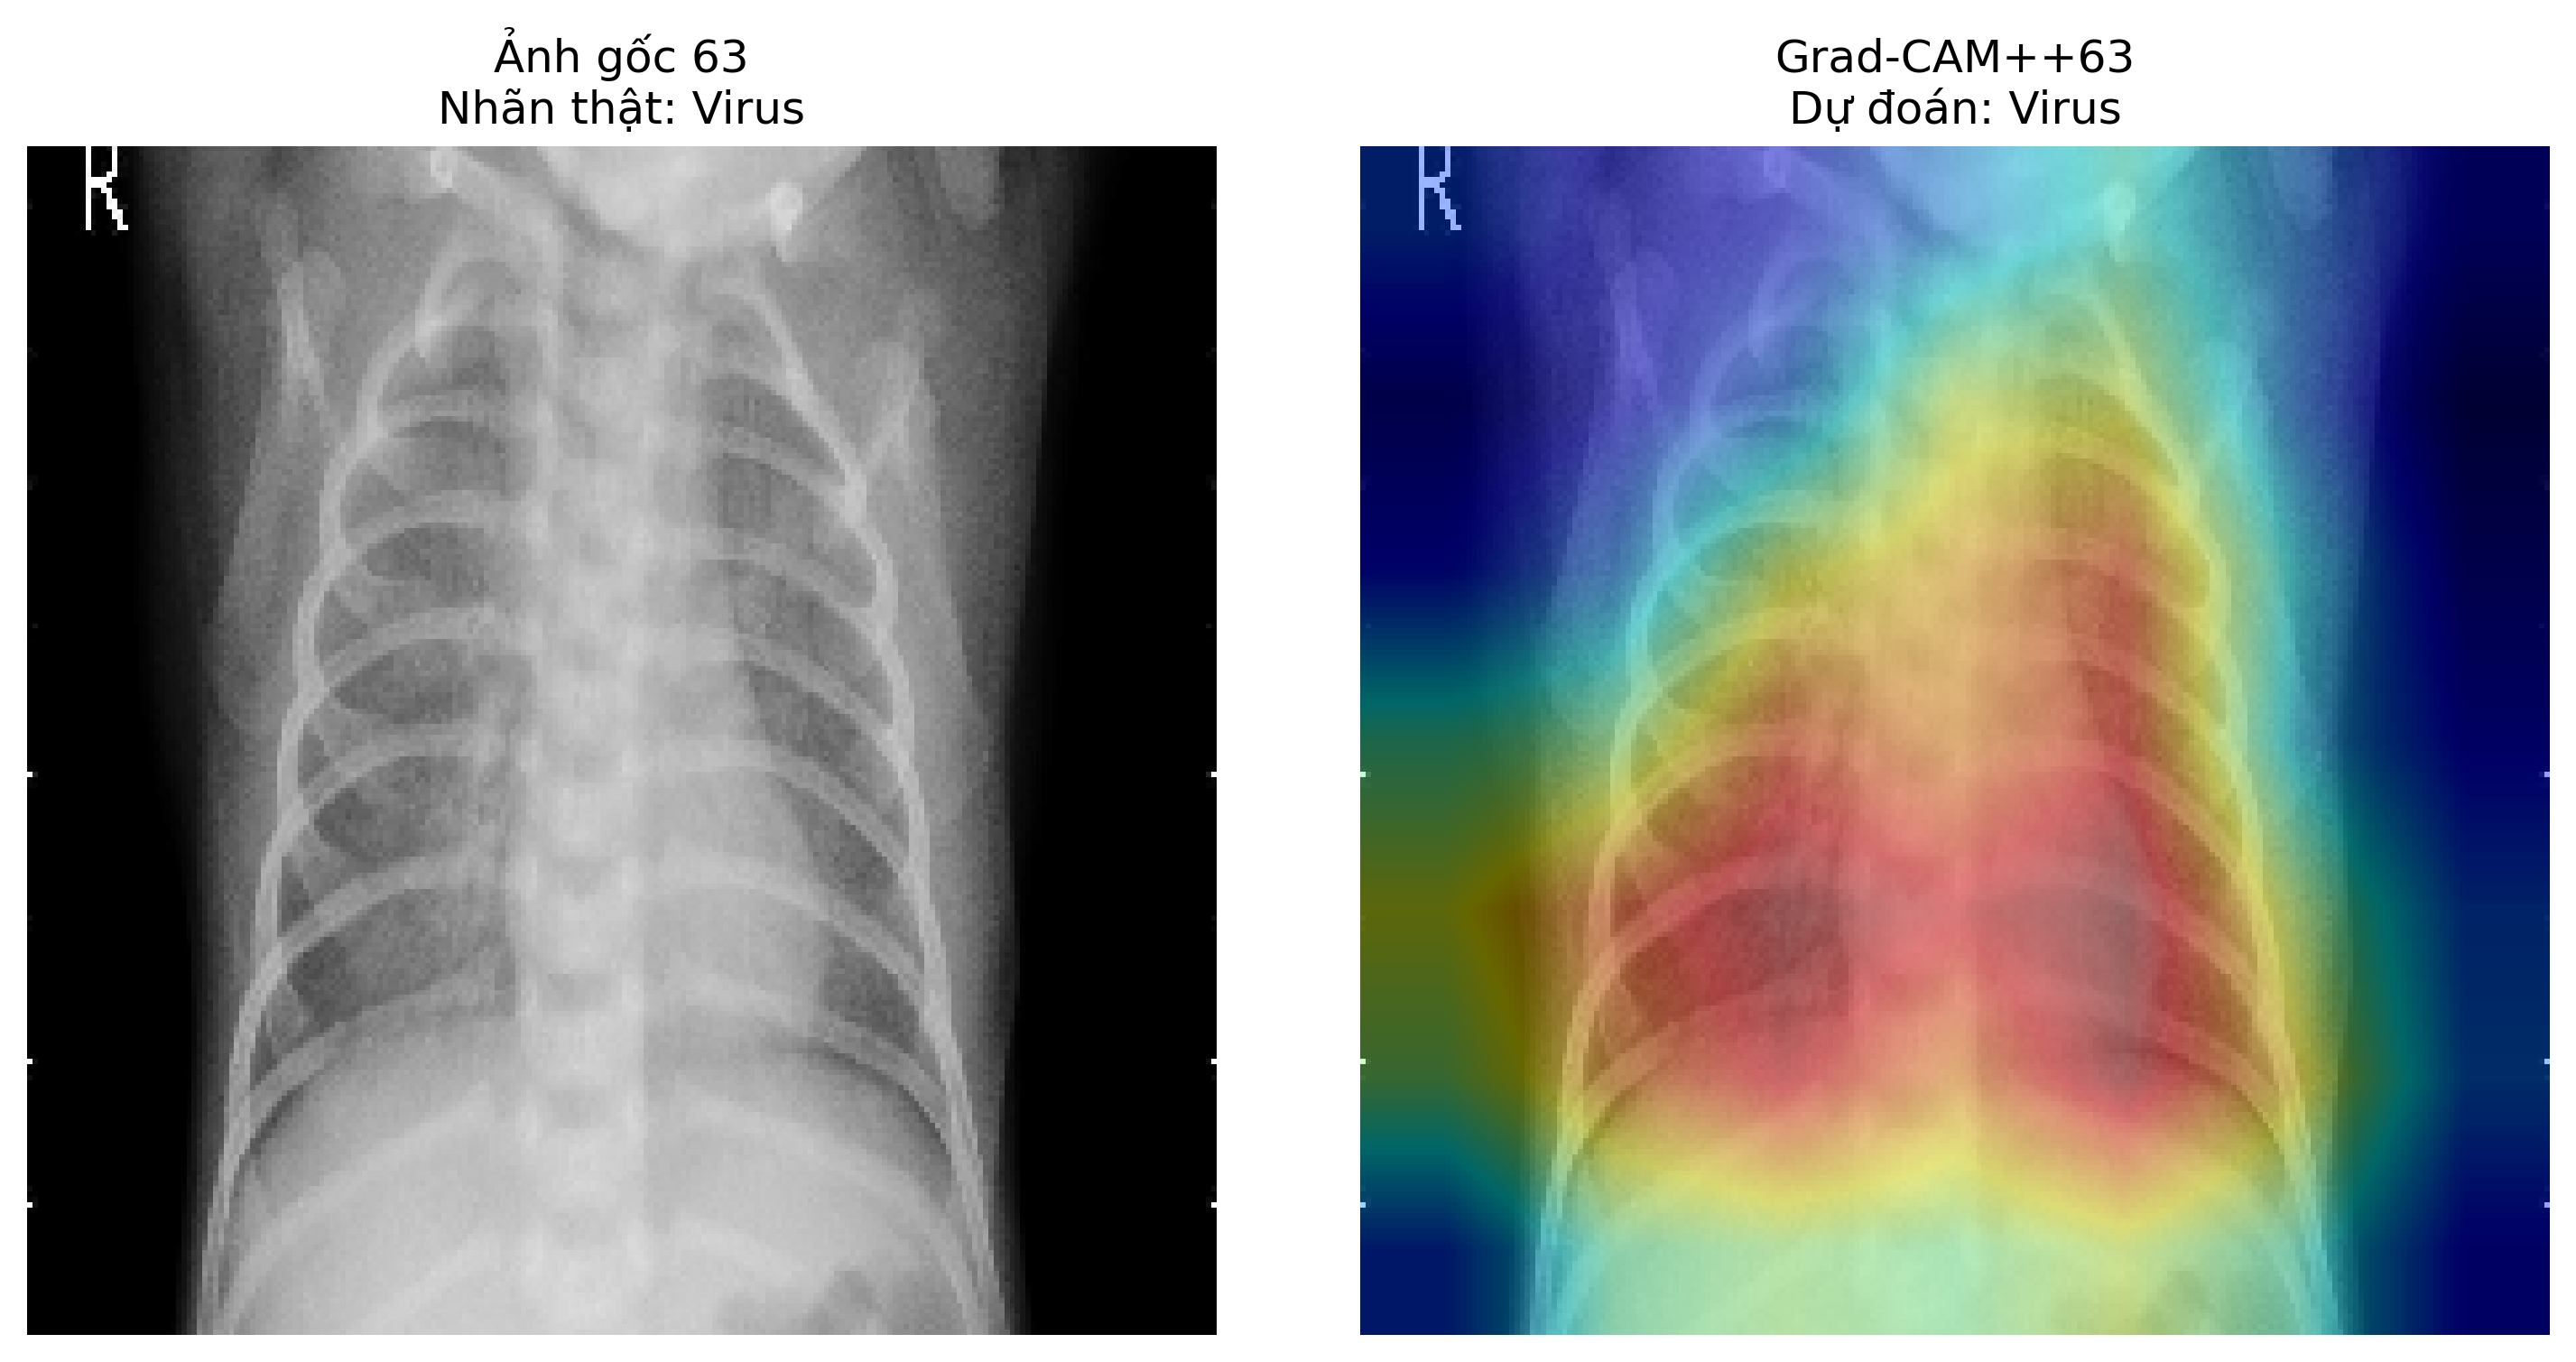 Ảnh gốc 63
Nhãn thật: Virus
Grad-CAM++63
Dự đoán: Virus
R
R